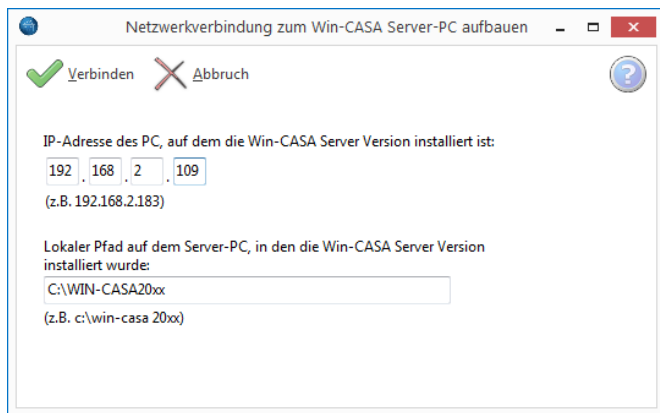 Netzwerkverbindung zum Win-CASA Server-PC aufbauen
Verbinden Abbruch
IP-Adresse des PC, auf dem die Win-CASA Server Version installiert ist:
192 . 168 . 2 . 109
(z.B. 192.168.2.183)
Lokaler Pfad auf dem Server-PC, in den die Win-CASA Server Version
installiert wurde:
C:\WIN-CASA20xx
(z.B. c:\win-casa 20xx)